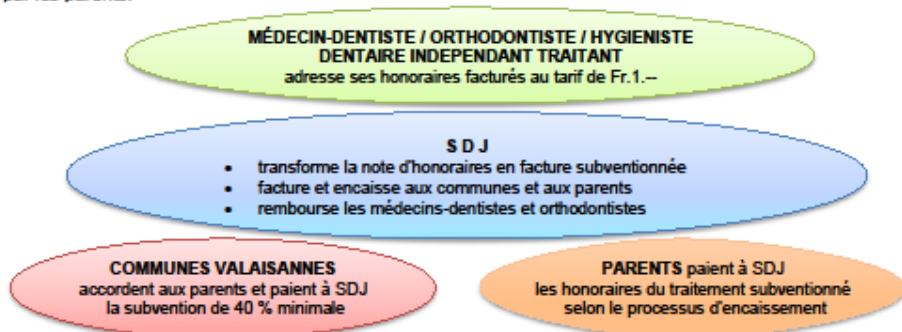 par les parents.
MÉDECIN-DENTISTE / ORTHODONTISTE / HYGIENISTE
DENTAIRE INDEPENDANT TRAITANT
adresse ses honoraires facturés au tarif de Fr.1.--
S D J
• transforme la note d'honoraires en facture subventionnée
• facture et encaisse aux communes et aux parents
• rembourse les médecins-dentistes et orthodontistes
COMMUNES VALAISANNES
accordent aux parents et paient à SDJ
la subvention de 40 % minimale
PARENTS paient à SDJ
les honoraires du traitement subventionné
selon le processus d'encaissement